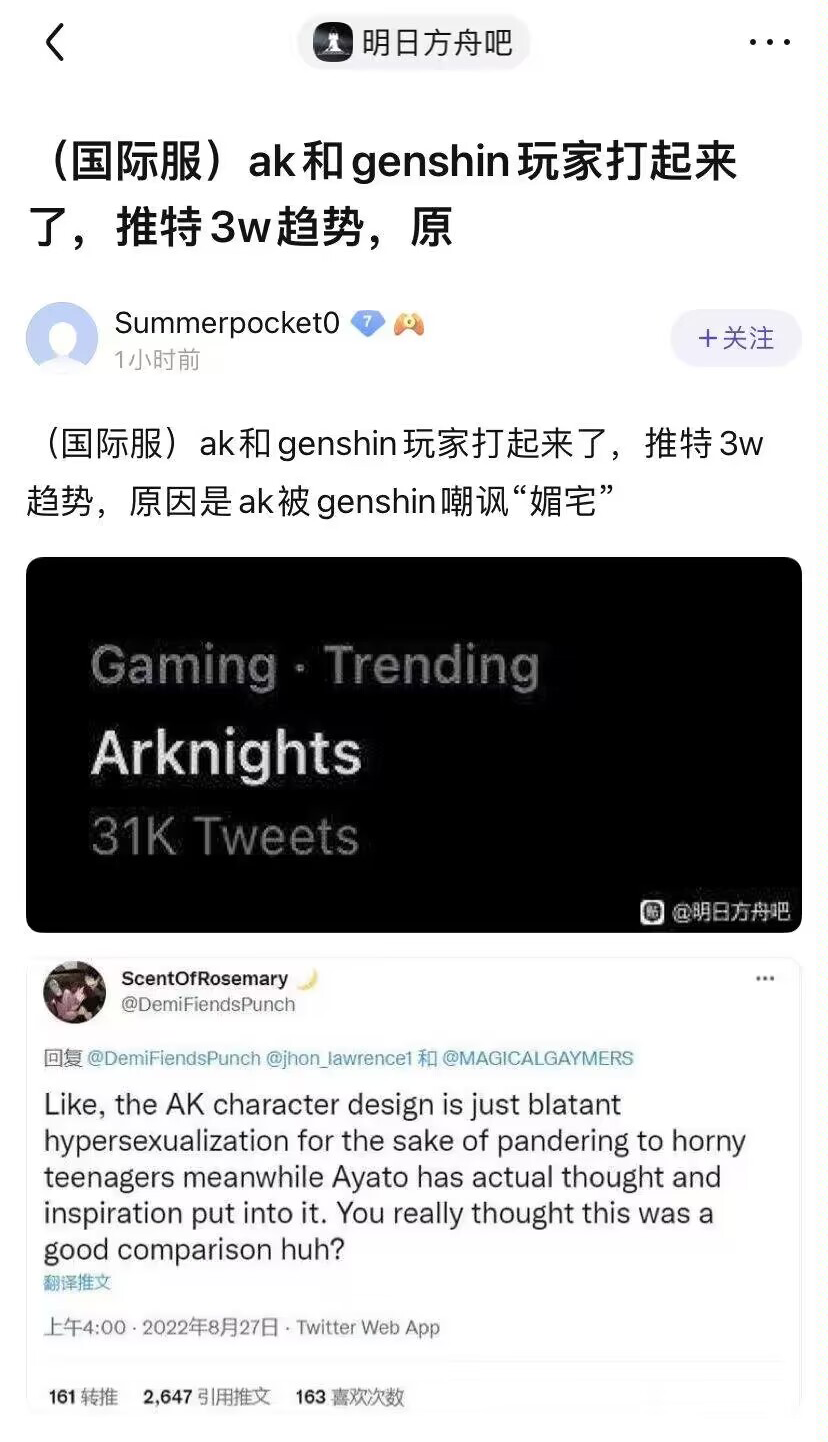 明日方舟吧
（国际服）ak和genshin玩家打起来
了，推特3w趋势，原
Summerpocket0 7
1小时前
+关注
（国际服）ak和genshin玩家打起来了，推特3w
趋势，原因是ak被genshin嘲讽“媚宅”
Gaming · Trending
Arknights
31K Tweets
贴 @明日方舟吧
ScentOfRosemary
@DemiFiendsPunch
回复 @DemiFiendsPunch @jhon_lawrence1 和 @MAGICALGAYMERS
Like, the AK character design is just blatant
hypersexualization for the sake of pandering to horny
teenagers meanwhile Ayato has actual thought and
inspiration put into it. You really thought this was a
good comparison huh?
翻译推文
上午4:00 · 2022年8月27日 · Twitter Web App
161 转推 2,647 引用推文 163 喜欢次数